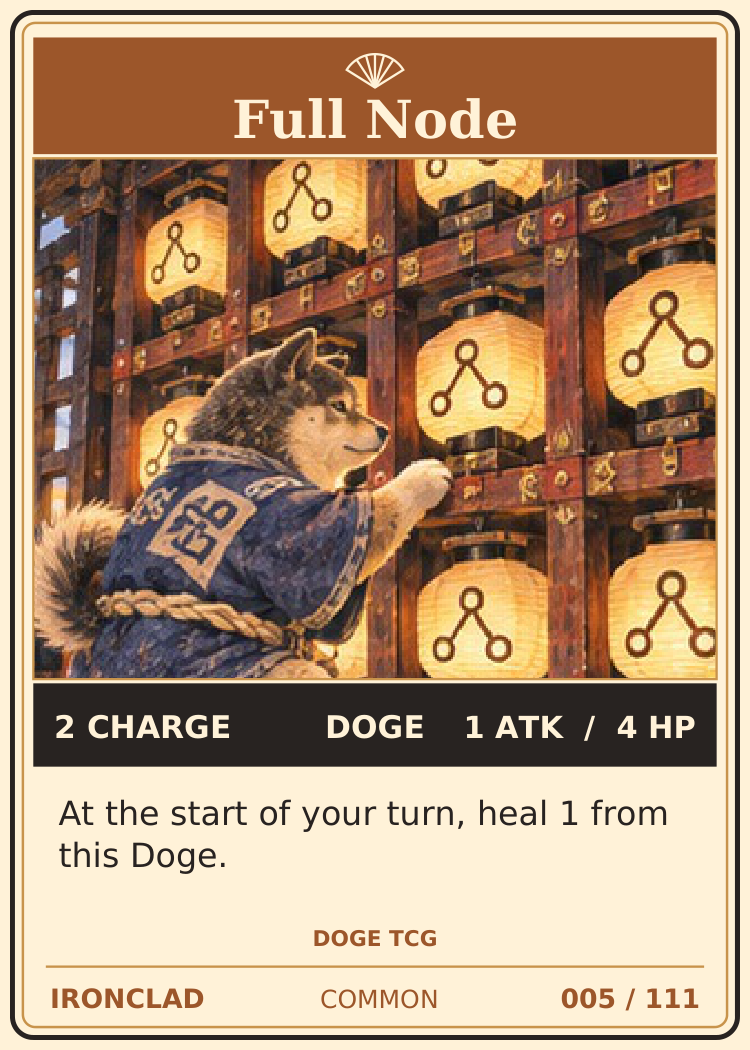 Full Node
2 CHARGE DOGE 1 ATK / 4 HP
At the start of your turn, heal 1 from
this Doge.
DOGE TCG
IRONCLAD COMMON 005 / 111